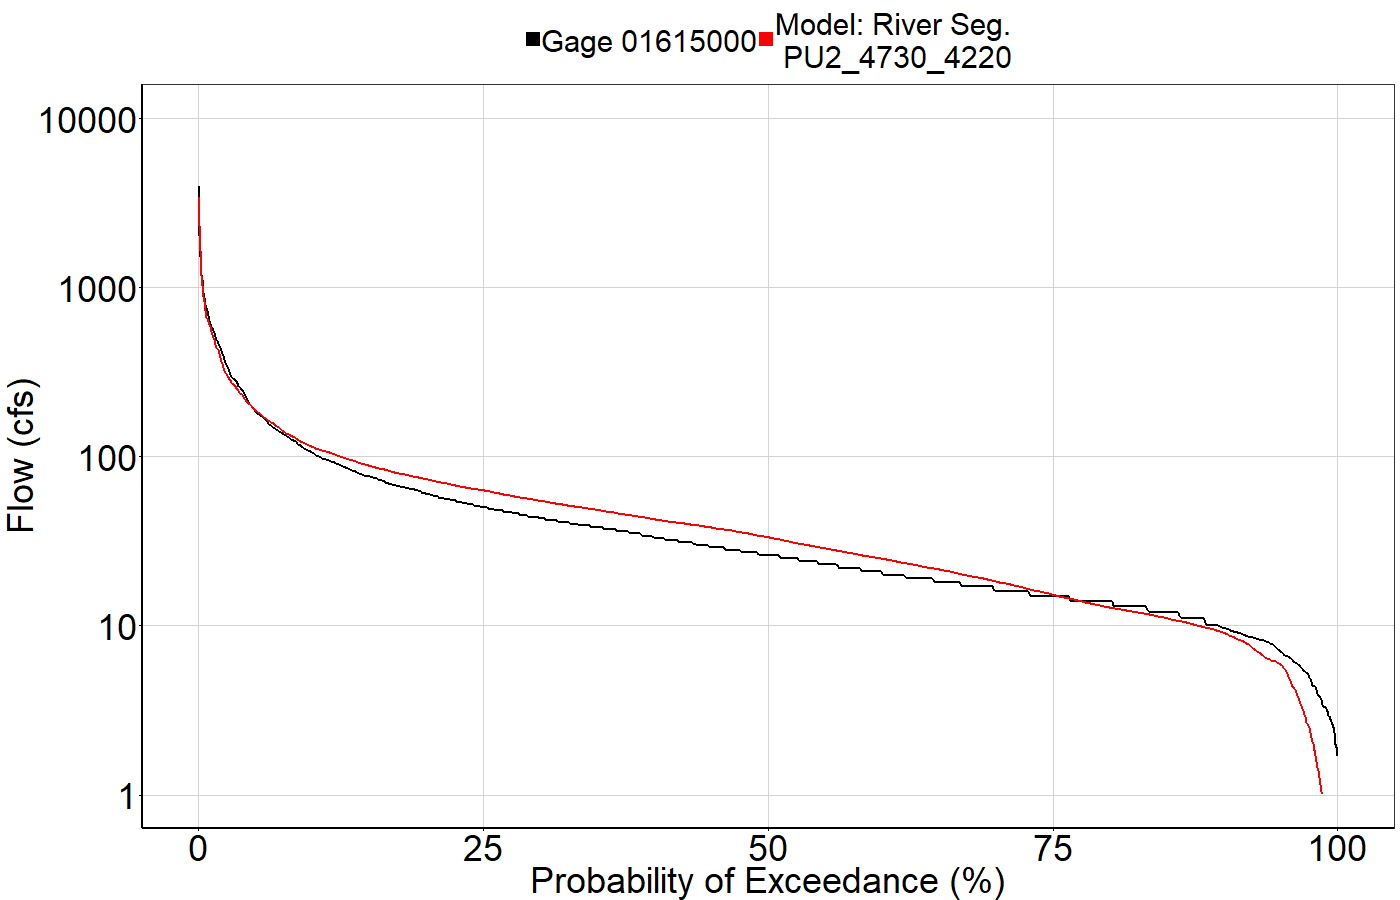 Gage 01615000
Model: River Seg.
PU2_4730_4220
Flow (cfs)
10000
1000
100
10
1
0 25 50 75 100
Probability of Exceedance (%)